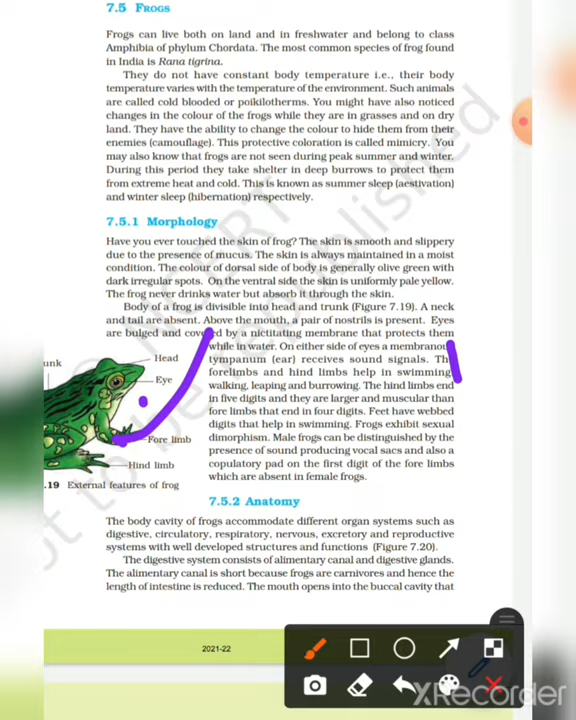 7.5 FROGS
Frogs can live both on land and in freshwater and belong to class
Amphibia of phylum Chordata. The most common species of frog found
in India is Rana tigrina.
They do not have constant body temperature i.e., their body
temperature varies with the temperature of the environment. Such animals
are called cold blooded or poikilotherms. You might have also noticed
changes in the colour of the frogs while they are in grasses and on dry
land. They have the ability to change the colour to hide them from their
enemies (camouflage). This protective coloration is called mimicry. You
may also know that frogs are not seen during peak summer and winter.
During this period they take shelter in deep burrows to protect them
from extreme heat and cold. This is known as summer sleep (aestivation)
and winter sleep (hibernation) respectively.
7.5.1 Morphology
Have you ever touched the skin of frog? The skin is smooth and slippery
due to the presence of mucus. The skin is always maintained in a moist
condition. The colour of dorsal side of body is generally olive green with
dark irregular spots. On the ventral side the skin is uniformly pale yellow.
The frog never drinks water but absorb it through the skin.
Body of a frog is divisible into head and trunk (Figure 7.19). A neck
and tail are absent. Above the mouth, a pair of nostrils is present. Eyes
are bulged and covered by a nictitating membrane that protects them
while in water. On either side of eyes a membranous
tympanum (ear) receives sound signals. The
forelimbs and hind limbs help in swimming,
walking, leaping and burrowing. The hind limbs end
in five digits and they are larger and muscular than
fore limbs that end in four digits. Feet have webbed
digits that help in swimming. Frogs exhibit sexual
dimorphism. Male frogs can be distinguished by the
presence of sound producing vocal sacs and also a
copulatory pad on the first digit of the fore limbs
which are absent in female frogs.
unk
Head
Eye
Fore limb
Hind limb
.19 External features of frog
7.5.2 Anatomy
The body cavity of frogs accommodate different organ systems such as
digestive, circulatory, respiratory, nervous, excretory and reproductive
systems with well developed structures and functions (Figure 7.20).
The digestive system consists of alimentary canal and digestive glands.
The alimentary canal is short because frogs are carnivores and hence the
length of intestine is reduced. The mouth opens into the buccal cavity that
2021-22
XRecorder